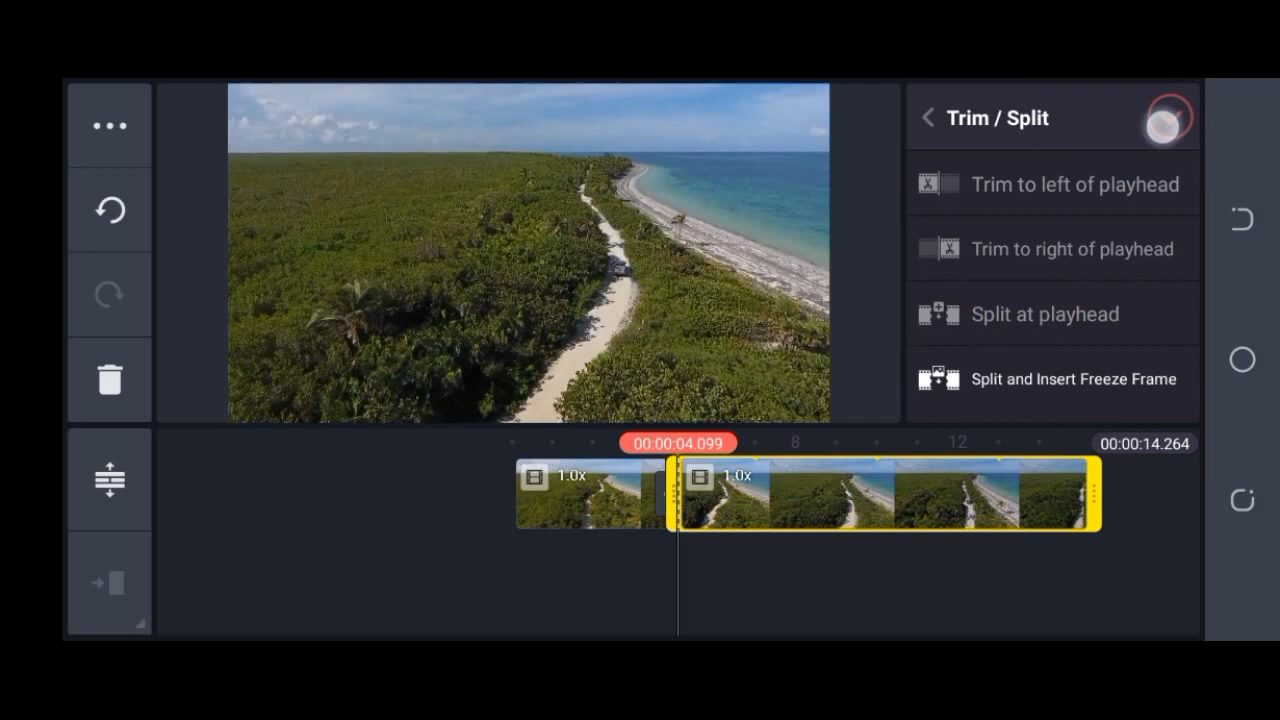 Trim / Split
Trim to left of playhead
Trim to right of playhead
Split at playhead
Split and Insert Freeze Frame
00:00:04.099
8
12
00:00:14.264
1.0x
1.0x